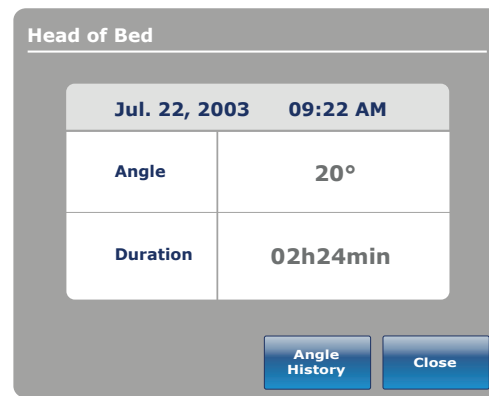 Head of Bed
Jul. 22, 2003 09:22 AM
Angle 20°
Duration 02h24min
Angle
History
Close